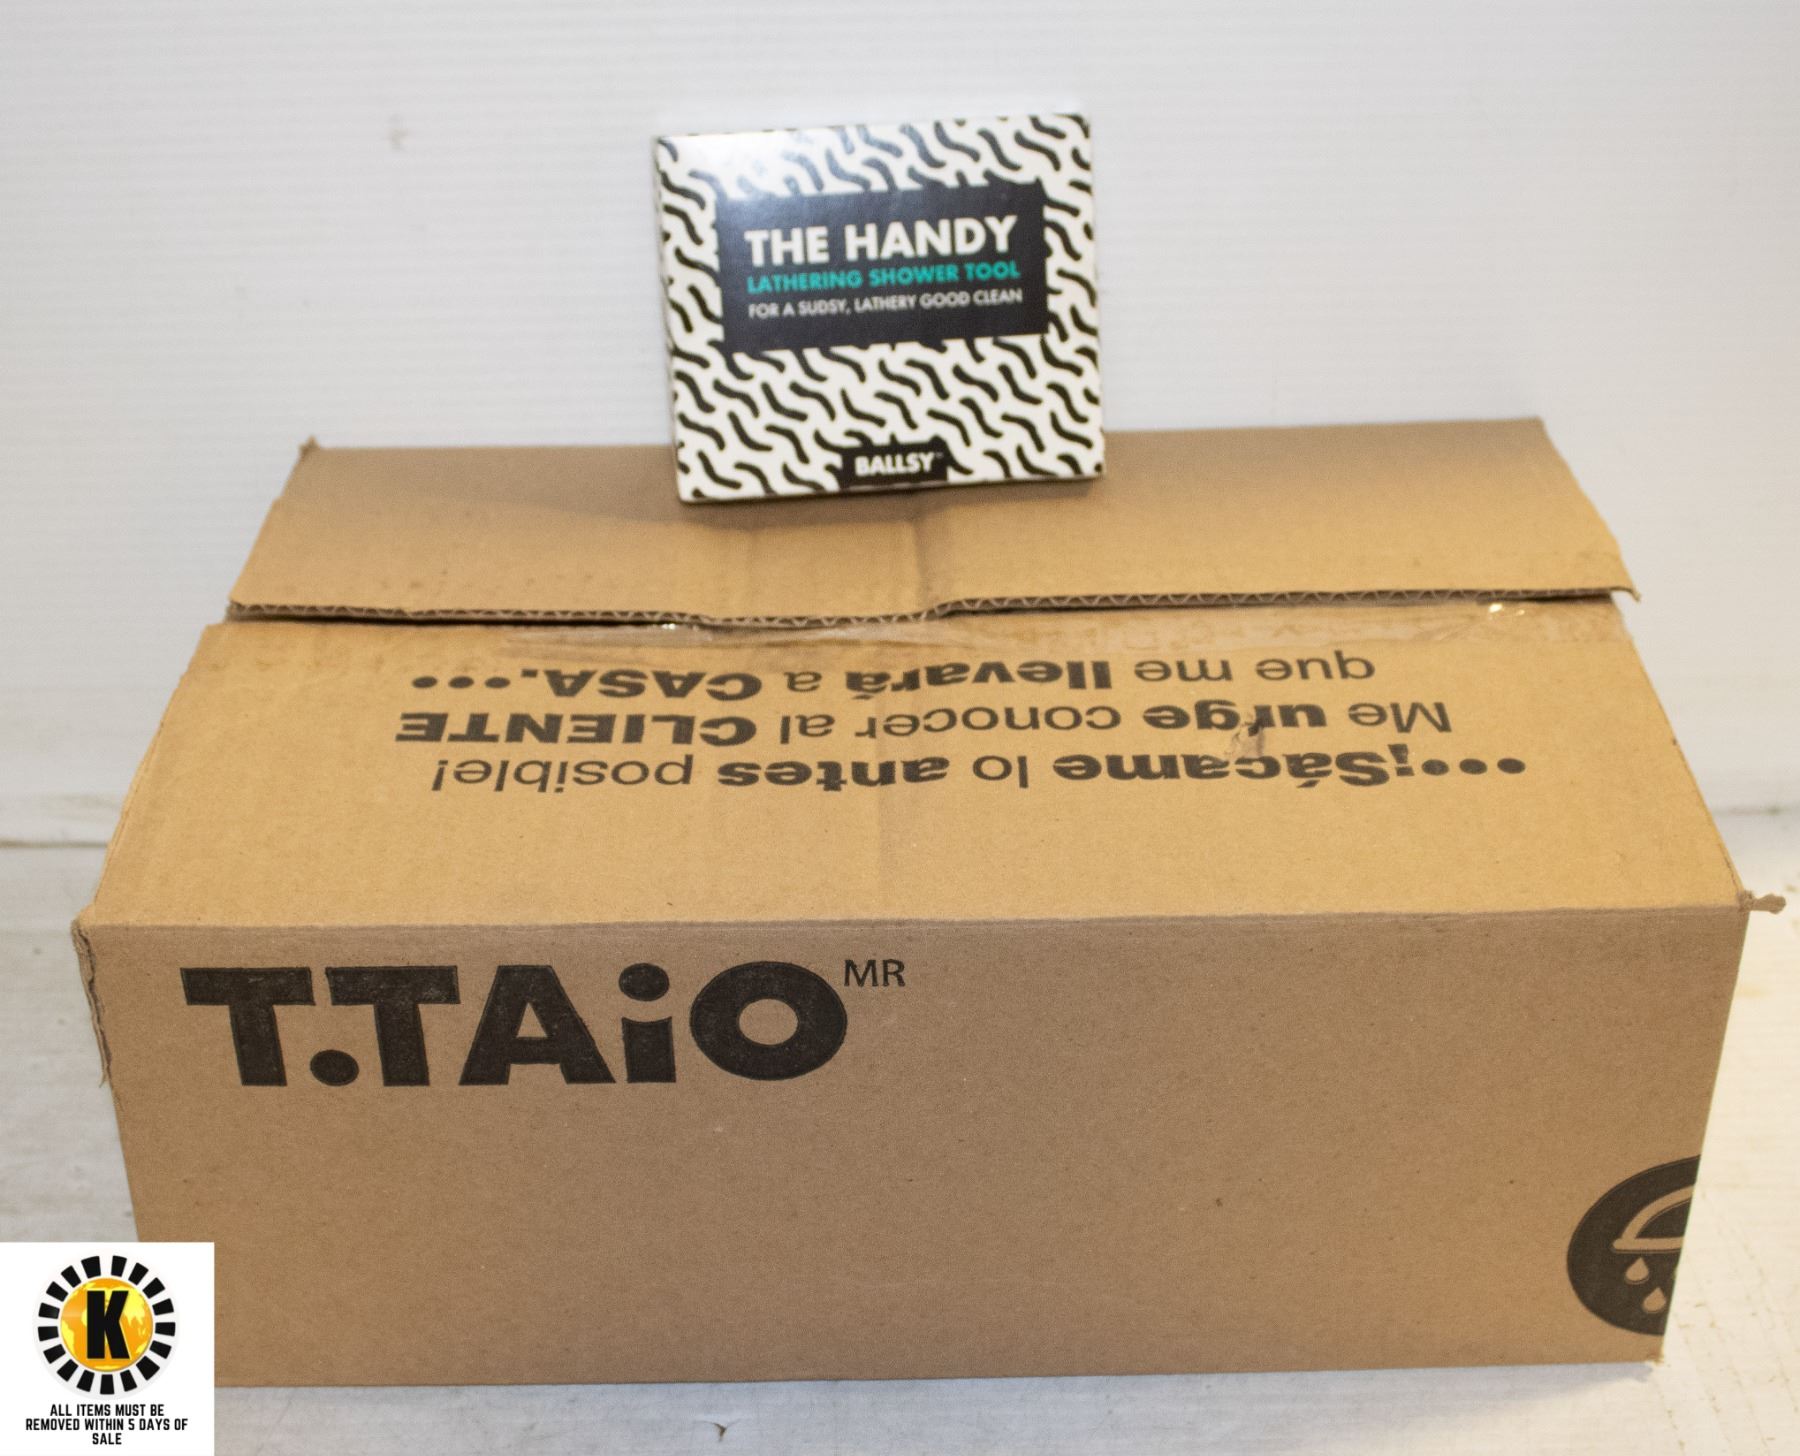 THE HANDY
LATHERING SHOWER TOOL
FOR A SUDSY, LATHERY GOOD CLEAN
BALLSY™
•••¡Sácame lo antes posible!
Me urge conocer al CLIENTE
que me llevará a CASA.•••
T.TAiO MR
K
ALL ITEMS MUST BE
REMOVED WITHIN 5 DAYS OF
SALE